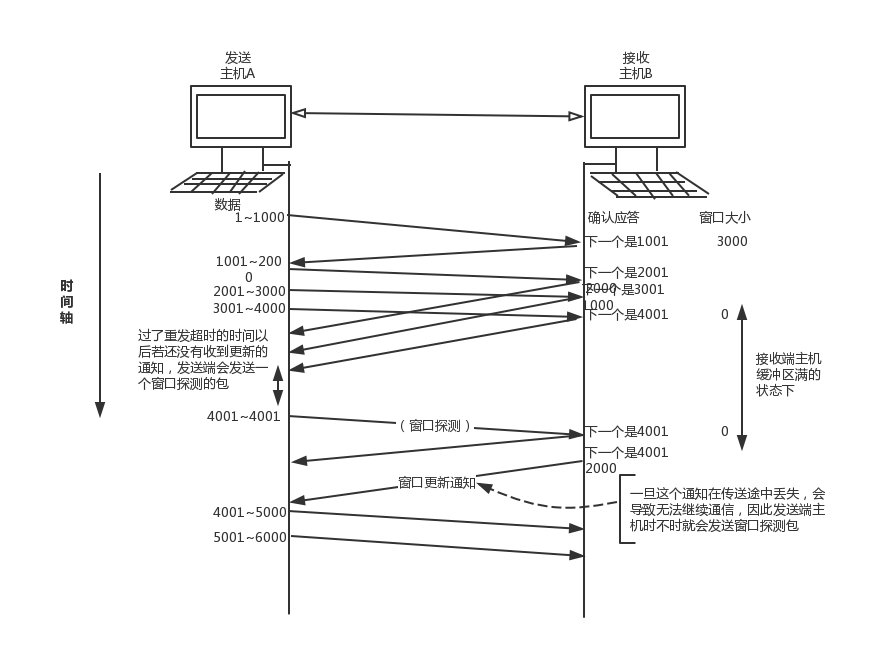 发送
主机A
接收
主机B
数据
确认应答
窗口大小
1~1000
下一个是1001
3000
1001~200
0
下一个是2001
2000
2001~3000
下一个是3001
1000
3001~4000
下一个是4001
0
时
间
轴
过了重发超时的时间以
后若还没有收到更新的
通知，发送端会发送一
个窗口探测的包
接收端主机
缓冲区满的
状态下
4001~4001
（窗口探测）
下一个是4001
0
下一个是4001
2000
窗口更新通知
一旦这个通知在传送途中丢失，会
导致无法继续通信，因此发送端主
机时不时就会发送窗口探测包
4001~5000
5001~6000